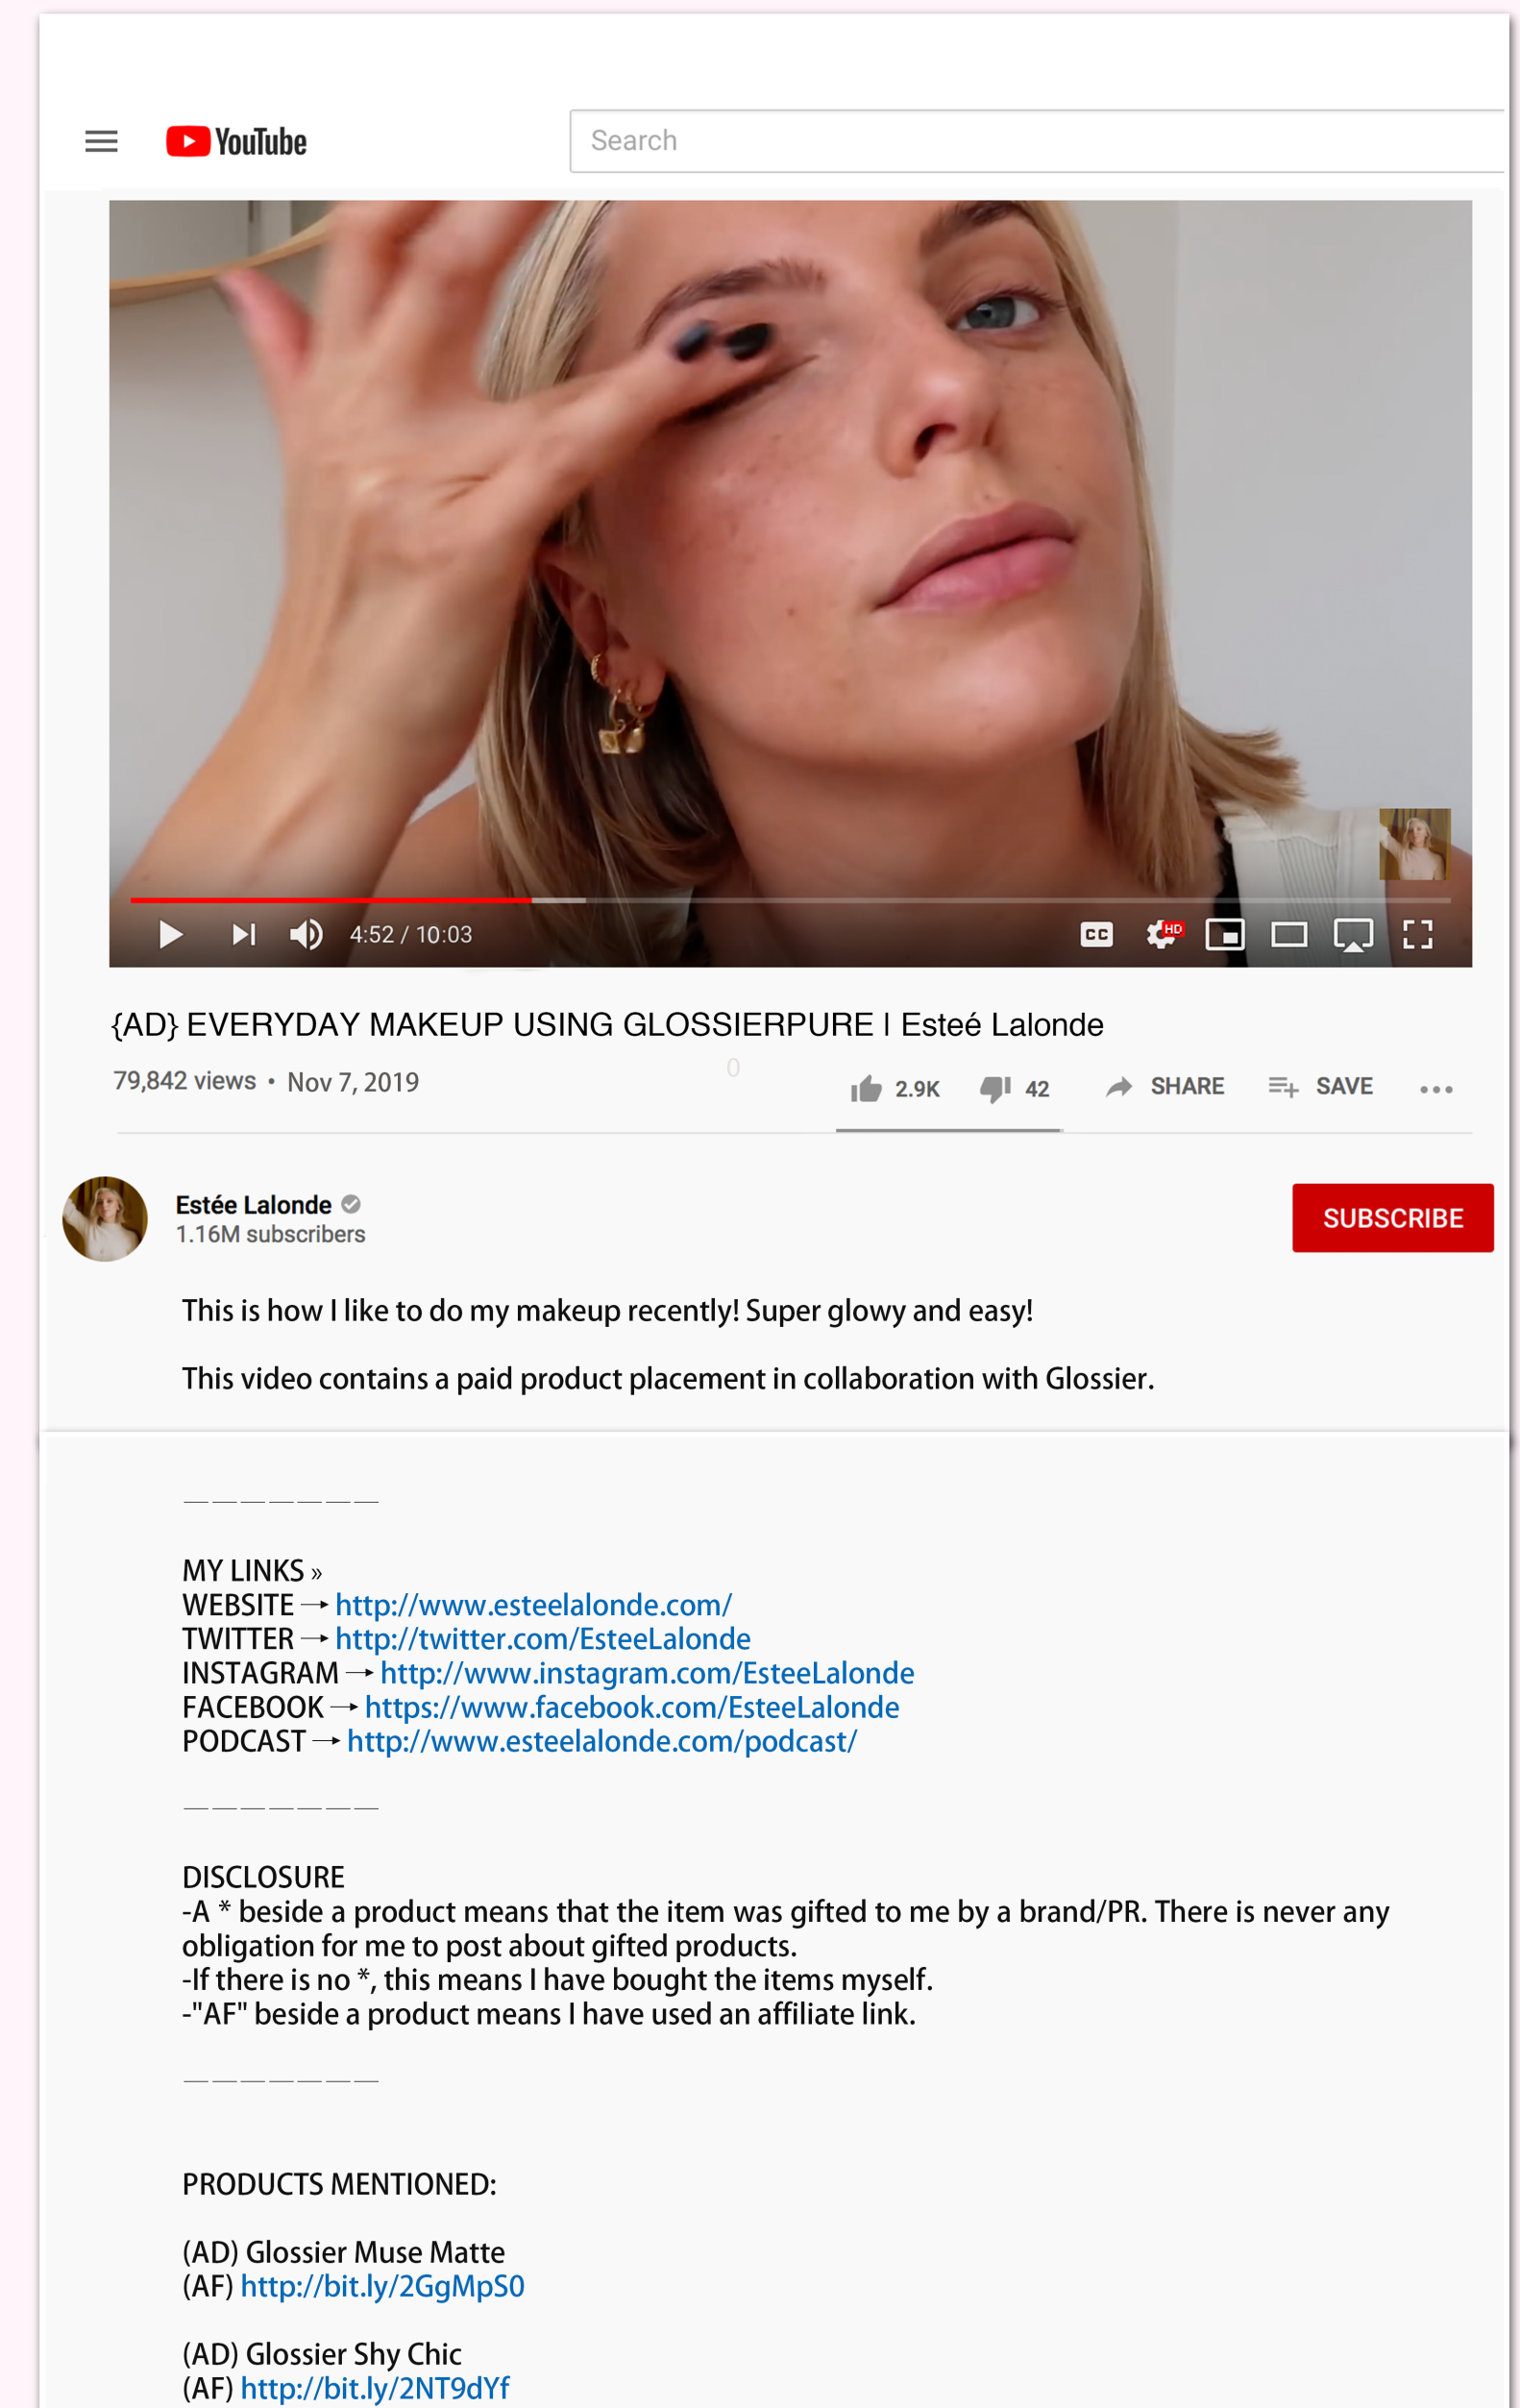 YouTube
Search
4:52 / 10:03
CC
HD
{AD} EVERYDAY MAKEUP USING GLOSSIERPURE | Esteé Lalonde
0
79,842 views • Nov 7, 2019
2.9K
42
SHARE
SAVE
Estée Lalonde
1.16M subscribers
SUBSCRIBE
This is how I like to do my makeup recently! Super glowy and easy!
This video contains a paid product placement in collaboration with Glossier.
———————
MY LINKS »
WEBSITE → http://www.esteelalonde.com/
TWITTER → http://twitter.com/EsteeLalonde
INSTAGRAM → http://www.instagram.com/EsteeLalonde
FACEBOOK → https://www.facebook.com/EsteeLalonde
PODCAST → http://www.esteelalonde.com/podcast/
———————
DISCLOSURE
-A * beside a product means that the item was gifted to me by a brand/PR. There is never any
obligation for me to post about gifted products.
-If there is no *, this means I have bought the items myself.
-"AF" beside a product means I have used an affiliate link.
———————
PRODUCTS MENTIONED:
(AD) Glossier Muse Matte
(AF) http://bit.ly/2GgMpS0
(AD) Glossier Shy Chic
(AF) http://bit.ly/2NT9dYf